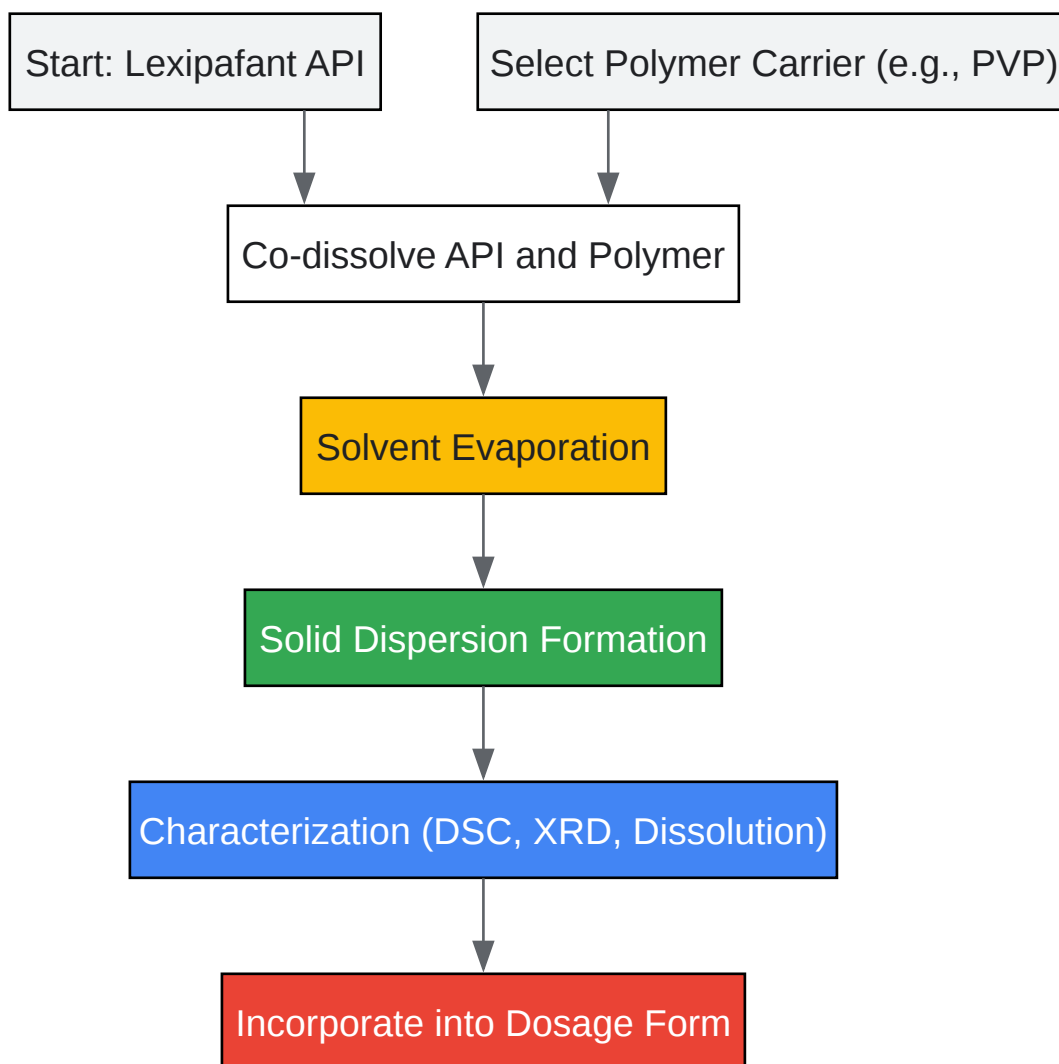 Start: Lexipafant API
Select Polymer Carrier (e.g., PVP)
Co-dissolve API and Polymer
Solvent Evaporation
Solid Dispersion Formation
Characterization (DSC, XRD, Dissolution)
Incorporate into Dosage Form